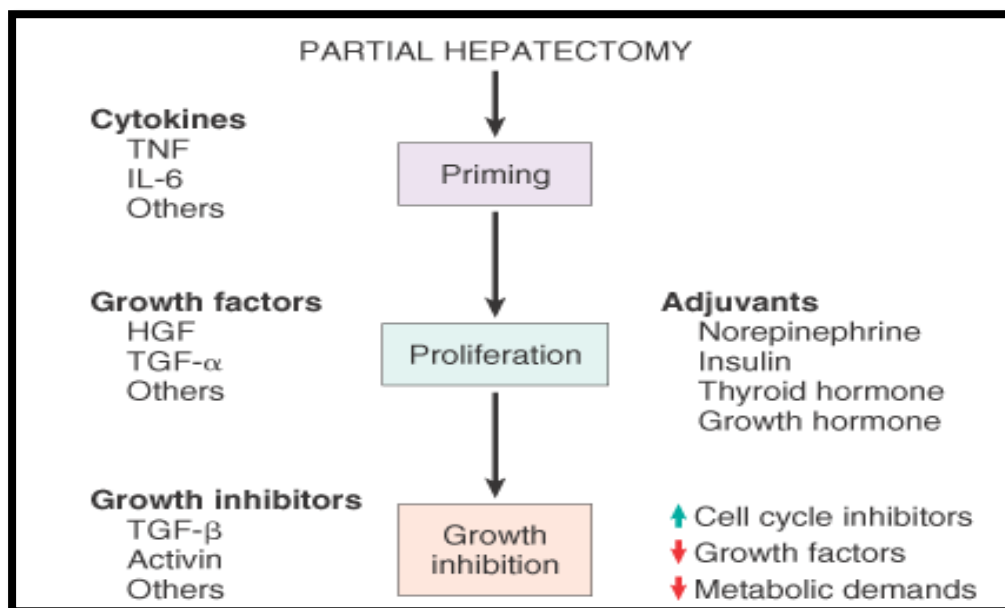 PARTIAL HEPATECTOMY
Cytokines
TNF
IL-6
Others
Priming
Growth factors
HGF
TGF-α
Others
Proliferation
Adjuvants
Norepinephrine
Insulin
Thyroid hormone
Growth hormone
Growth inhibitors
TGF-β
Activin
Others
Growth
inhibition
Cell cycle inhibitors
Growth factors
Metabolic demands